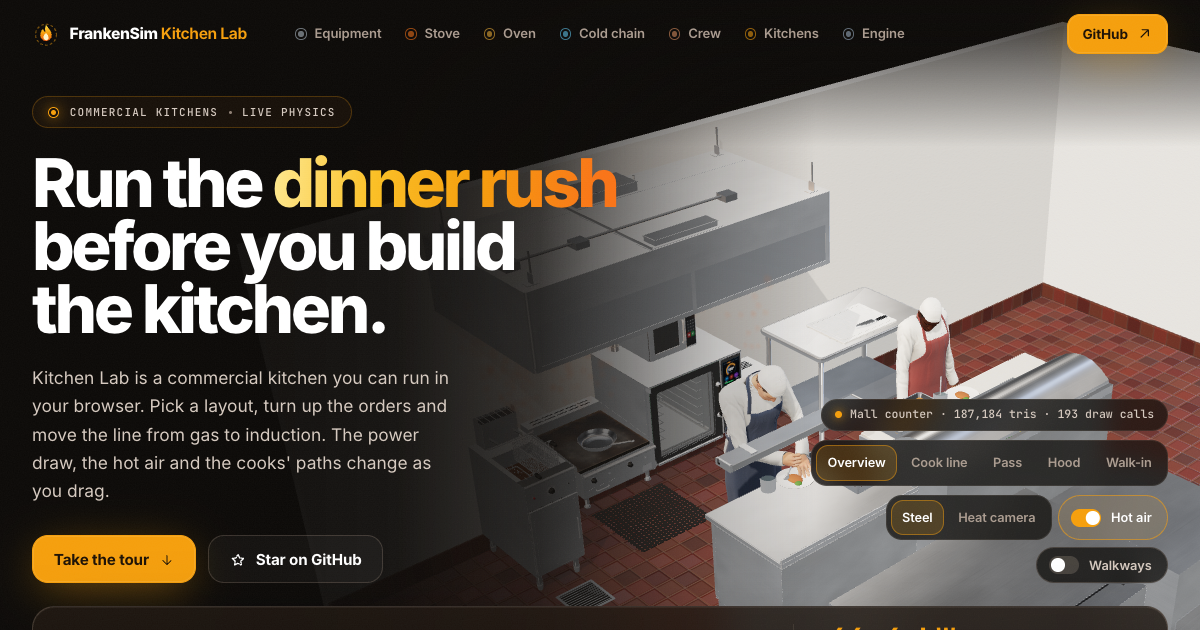 FrankenSim Kitchen Lab
Equipment
Stove
Oven
Cold chain
Crew
Kitchens
Engine
GitHub
COMMERCIAL KITCHENS • LIVE PHYSICS
Run the dinner rush
before you build
the kitchen.
Kitchen Lab is a commercial kitchen you can run in
your browser. Pick a layout, turn up the orders and
move the line from gas to induction. The power
draw, the hot air and the cooks' paths change as
you drag.
Take the tour ↓
Star on GitHub
Mall counter · 187,184 tris · 193 draw calls
Overview
Cook line
Pass
Hood
Walk-in
Steel
Heat camera
Hot air
Walkways